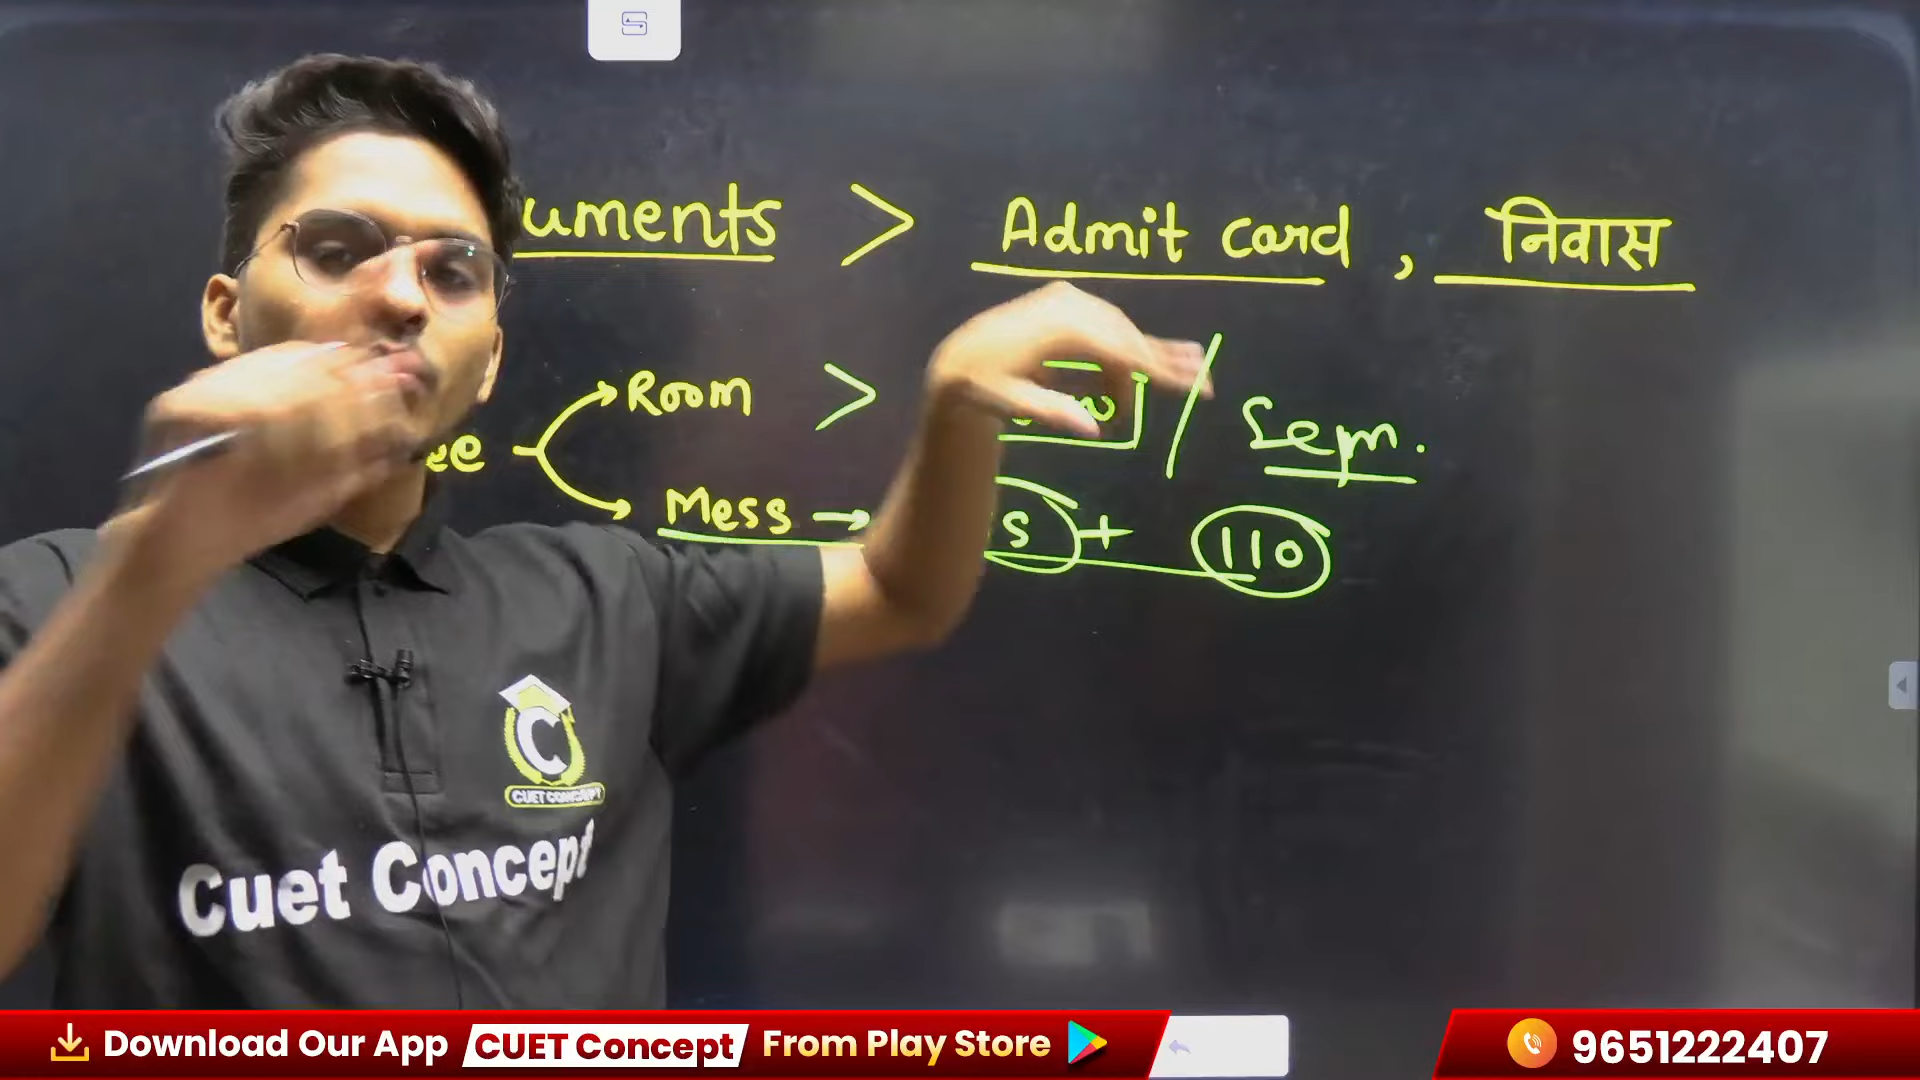 uments > Admit card , निवास
ee → Room > / Sem.
Mess → s + 110
CUET CONCEPT
Cuet Concept
Download Our App CUET Concept From Play Store
9651222407